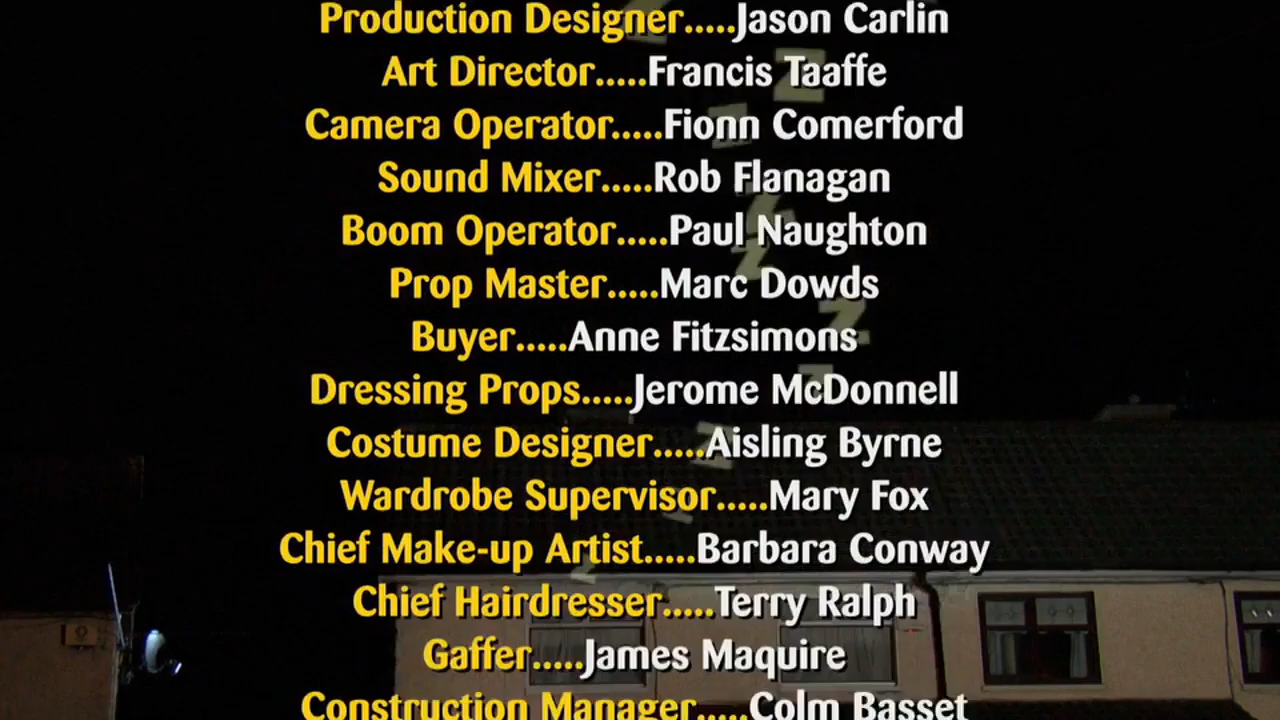 Production Designer.....Jason Carlin
Art Director.....Francis Taaffe
Camera Operator.....Fionn Comerford
Sound Mixer.....Rob Flanagan
Boom Operator.....Paul Naughton
Prop Master.....Marc Dowds
Buyer.....Anne Fitzsimons
Dressing Props.....Jerome McDonnell
Costume Designer.....Aisling Byrne
Wardrobe Supervisor.....Mary Fox
Chief Make-up Artist.....Barbara Conway
Chief Hairdresser.....Terry Ralph
Gaffer.....James Maquire
Construction Manager.....Colm Basset